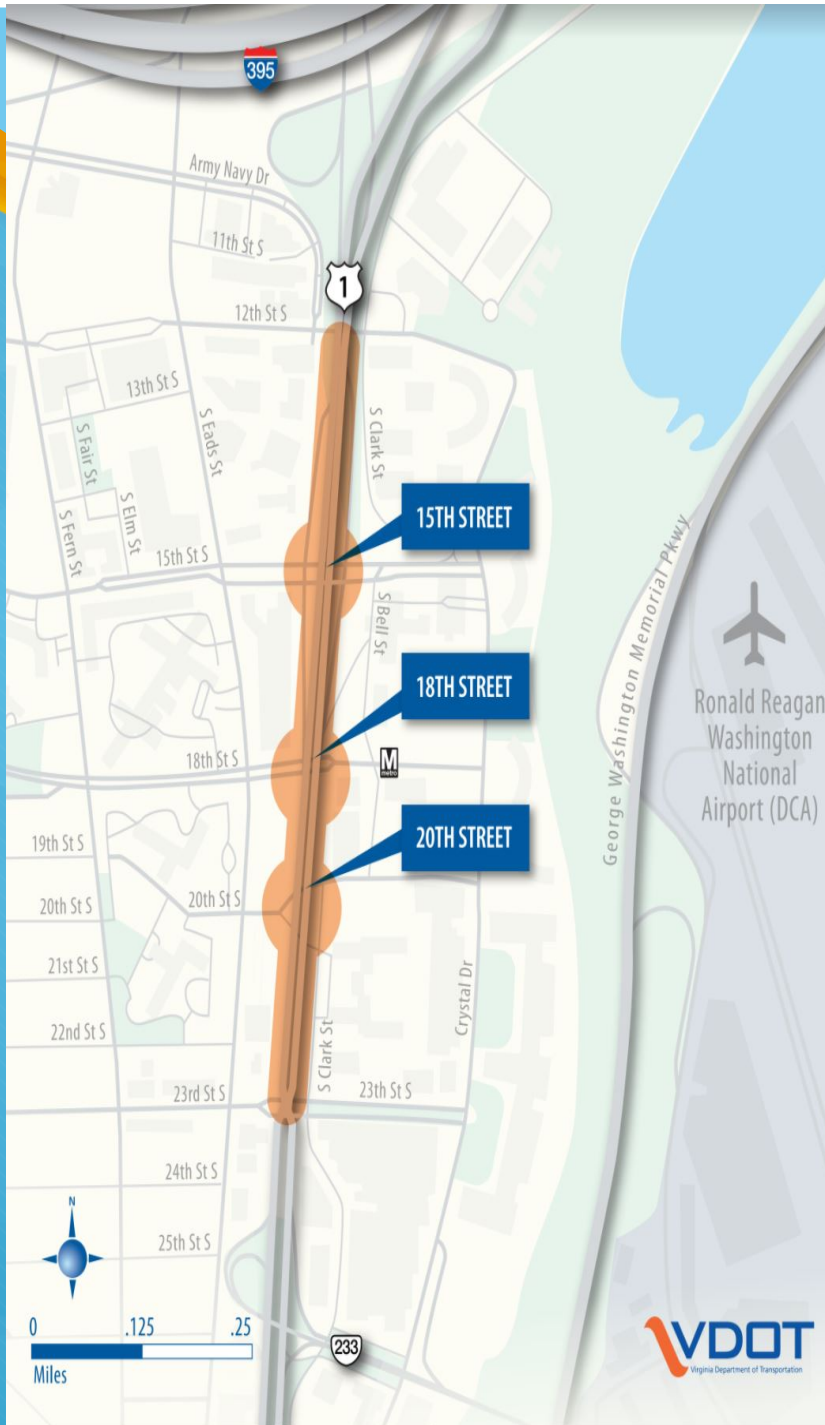 395
Army Navy Dr
11th St S
1
12th St S
13th St S
S Fair St
S Eads St
S Clark St
S Elm St
S Fern St
15TH STREET
15th St S
S Bell St
George Washington Memorial Pkwy
18TH STREET
Ronald Reagan
Washington
National
Airport (DCA)
18th St S
M
metro
20TH STREET
19th St S
20th St S
20th St S
21st St S
22nd St S
Crystal Dr
S Clark St
23rd St S
23th St S
24th St S
N
25th St S
0 .125 .25
Miles
233
VDOT
Virginia Department of Transportation